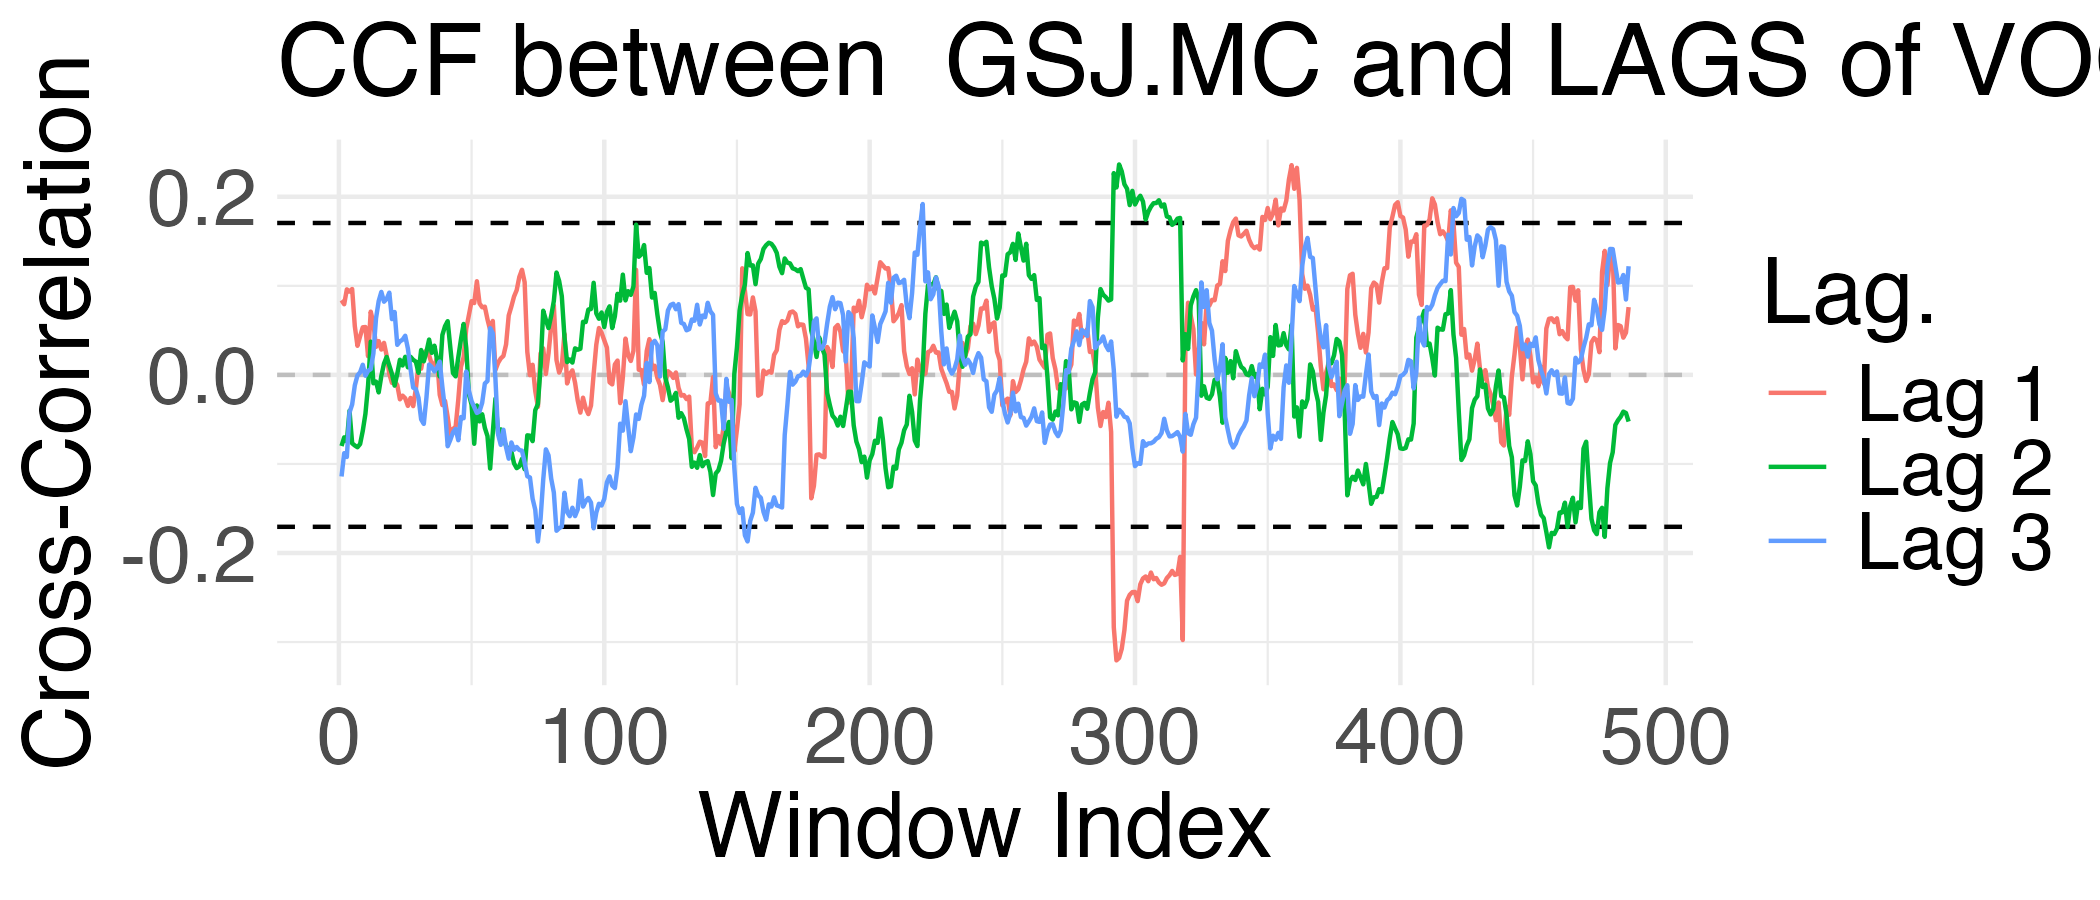 CCF between GSJ.MC and LAGS of
Cross-Correlation
0.2
0.0
-0.2
0 100 200 300 400 500
Window Index
Lag.
Lag 1
Lag 2
Lag 3